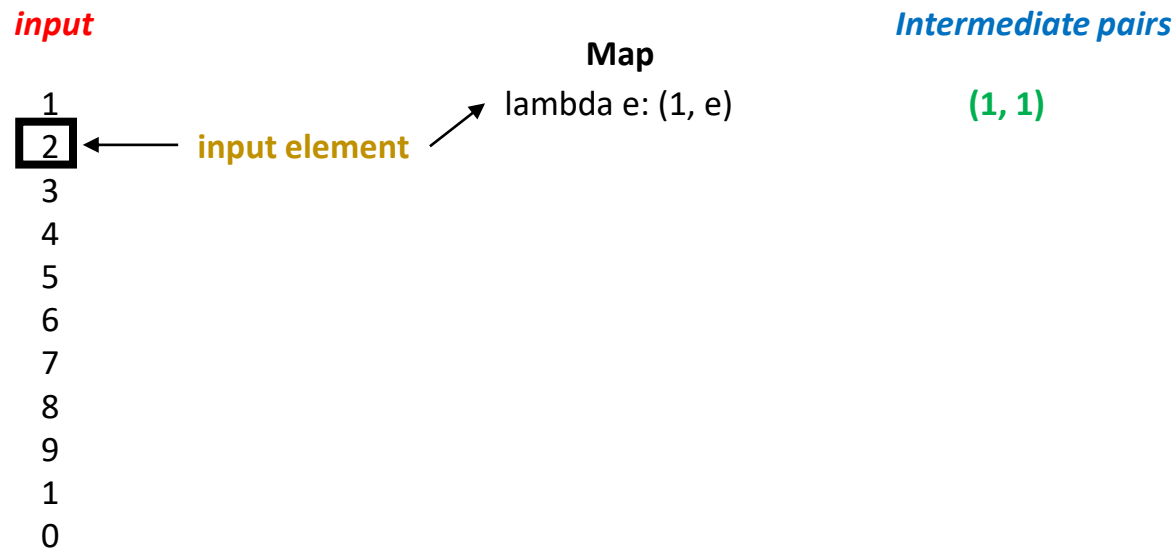 input
Intermediate pairs
Map
1
lambda e: (1, e)
(1, 1)
2
input element
3
4
5
6
7
8
9
1
0